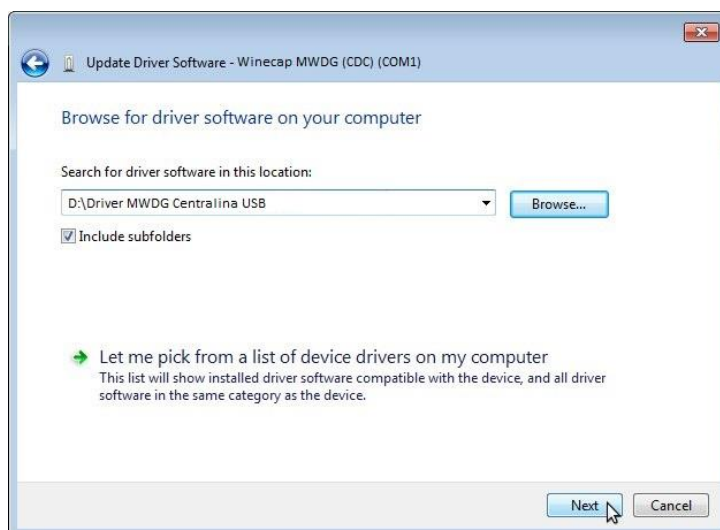 Update Driver Software - Winecap MWDG (CDC) (COM1)
Browse for driver software on your computer
Search for driver software in this location:
D:\Driver MWDG Centralina USB
Browse...
Include subfolders
Let me pick from a list of device drivers on my computer
This list will show installed driver software compatible with the device, and all driver
software in the same category as the device.
Next
Cancel